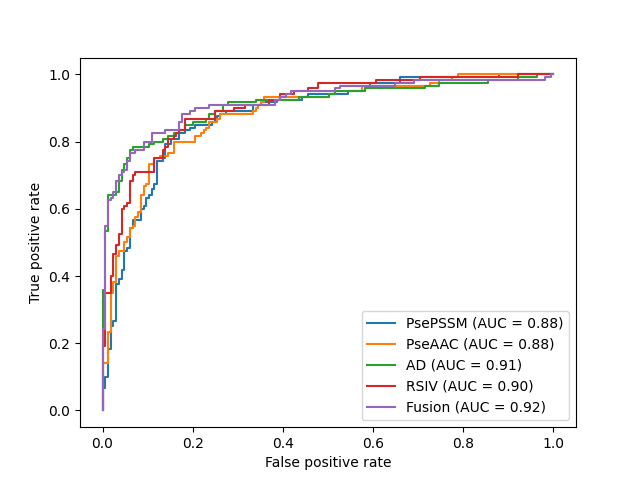 1.0
0.8
0.6
0.4
0.2
0.0
True positive rate
PsePSSM (AUC = 0.88)
PseAAC (AUC = 0.88)
AD (AUC = 0.91)
RSIV (AUC = 0.90)
Fusion (AUC = 0.92)
0.0 0.2 0.4 0.6 0.8 1.0
False positive rate